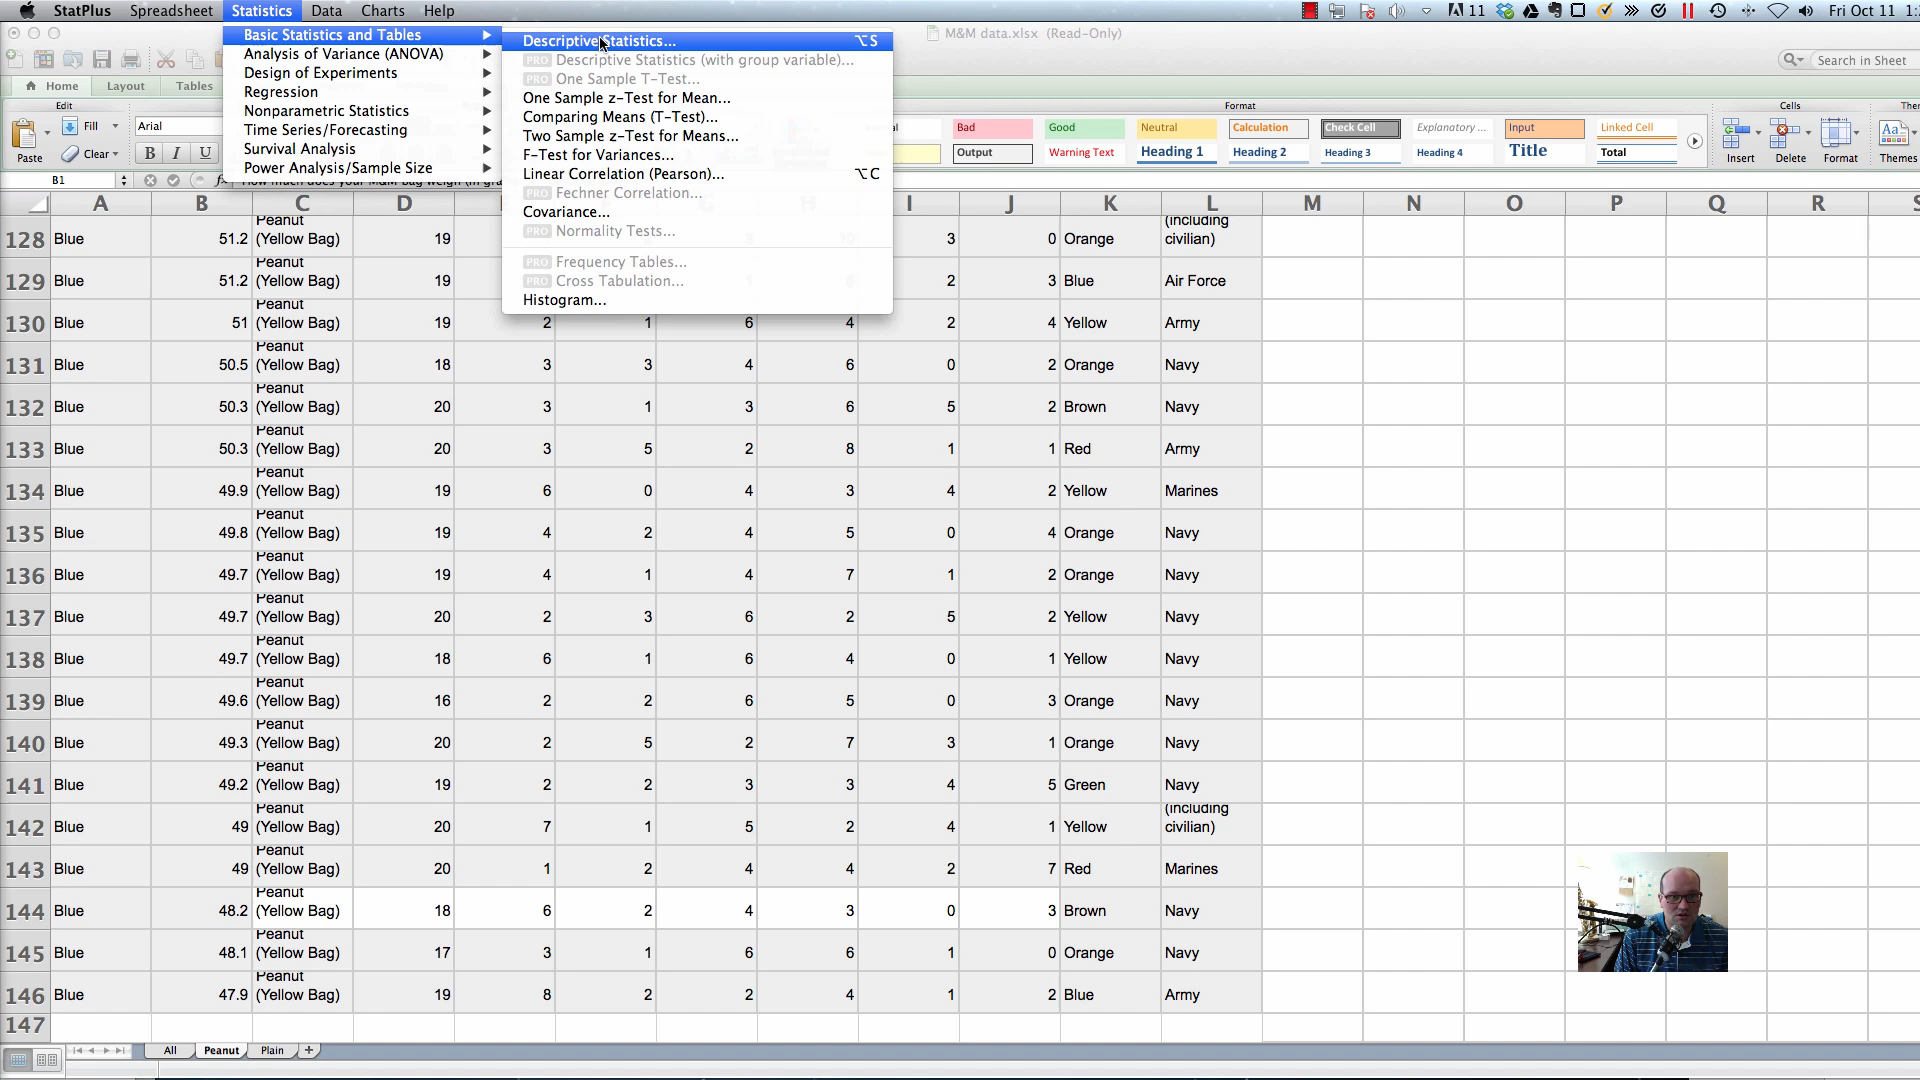 StatPlus Spreadsheet Statistics Data Charts Help 11 Fri Oct 11
M&M data.xlsx (Read-Only)
Search in Sheet
Basic Statistics and Tables
Analysis of Variance (ANOVA)
Design of Experiments
Regression
Nonparametric Statistics
Time Series/Forecasting
Survival Analysis
Power Analysis/Sample Size
Descriptive Statistics... ⌥S
PRO Descriptive Statistics (with group variable)...
PRO One Sample T-Test...
One Sample z-Test for Mean...
Comparing Means (T-Test)...
Two Sample z-Test for Means...
F-Test for Variances...
Linear Correlation (Pearson)... ⌥C
PRO Fechner Correlation...
Covariance...
PRO Normality Tests...
PRO Frequency Tables...
PRO Cross Tabulation...
Histogram...
Home Layout Tables
Edit Format Cells
Fill Arial
Paste Clear B I U
Bad Good Neutral Calculation Check Cell Explanatory ... Input Linked Cell
Output Warning Text Heading 1 Heading 2 Heading 3 Heading 4 Title Total
Insert Delete Format Themes
B1
A B C D I J K L M N O P Q R S
128 Blue 51.2 Peanut (Yellow Bag) 19 3 0 Orange (including civilian)
129 Blue 51.2 Peanut (Yellow Bag) 19 2 3 Blue Air Force
130 Blue 51 Peanut (Yellow Bag) 19 2 1 6 4 2 4 Yellow Army
131 Blue 50.5 Peanut (Yellow Bag) 18 3 3 4 6 0 2 Orange Navy
132 Blue 50.3 Peanut (Yellow Bag) 20 3 1 3 6 5 2 Brown Navy
133 Blue 50.3 Peanut (Yellow Bag) 20 3 5 2 8 1 1 Red Army
134 Blue 49.9 Peanut (Yellow Bag) 19 6 0 4 3 4 2 Yellow Marines
135 Blue 49.8 Peanut (Yellow Bag) 19 4 2 4 5 0 4 Orange Navy
136 Blue 49.7 Peanut (Yellow Bag) 19 4 1 4 7 1 2 Orange Navy
137 Blue 49.7 Peanut (Yellow Bag) 20 2 3 6 2 5 2 Yellow Navy
138 Blue 49.7 Peanut (Yellow Bag) 18 6 1 6 4 0 1 Yellow Navy
139 Blue 49.6 Peanut (Yellow Bag) 16 2 2 6 5 0 3 Orange Navy
140 Blue 49.3 Peanut (Yellow Bag) 20 2 5 2 7 3 1 Orange Navy
141 Blue 49.2 Peanut (Yellow Bag) 19 2 2 3 3 4 5 Green Navy
142 Blue 49 Peanut (Yellow Bag) 20 7 1 5 2 4 1 Yellow (including civilian)
143 Blue 49 Peanut (Yellow Bag) 20 1 2 4 4 2 7 Red Marines
144 Blue 48.2 Peanut (Yellow Bag) 18 6 2 4 3 0 3 Brown Navy
145 Blue 48.1 Peanut (Yellow Bag) 17 3 1 6 6 1 0 Orange Navy
146 Blue 47.9 Peanut (Yellow Bag) 19 8 2 2 4 1 2 Blue Army
147
All Peanut Plain